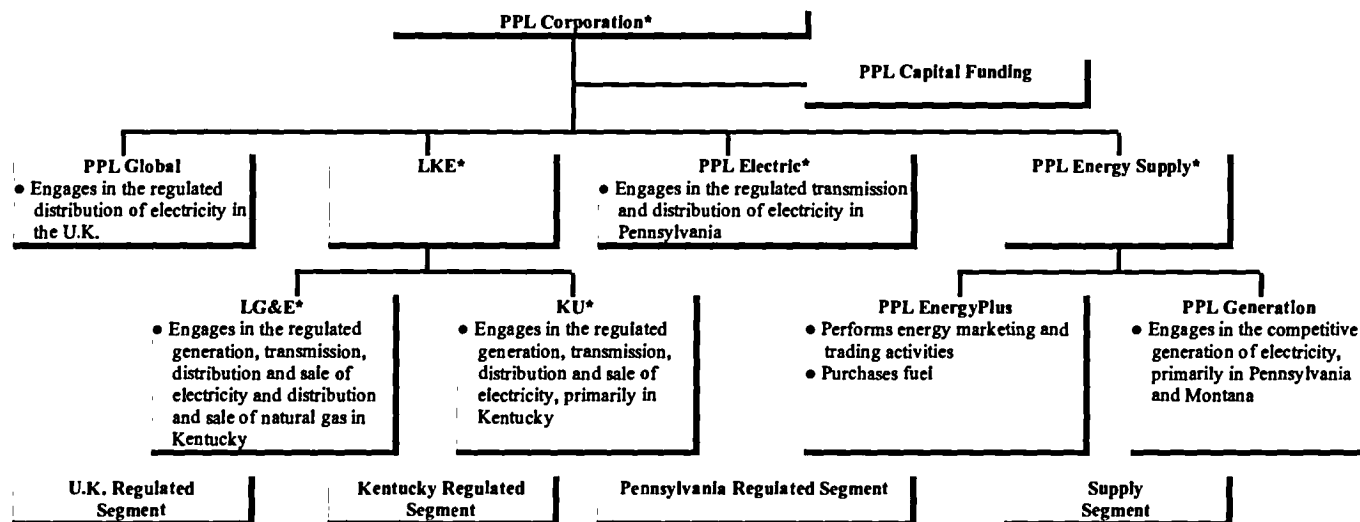 PPL Corporation*
PPL Capital Funding
PPL Global
● Engages in the regulated
distribution of electricity in
the U.K.
LKE*
PPL Electric*
● Engages in the regulated transmission
and distribution of electricity in
Pennsylvania
PPL Energy Supply*
LG&E*
● Engages in the regulated
generation, transmission,
distribution and sale of
electricity and distribution
and sale of natural gas in
Kentucky
KU*
● Engages in the regulated
generation, transmission,
distribution and sale of
electricity, primarily in
Kentucky
PPL EnergyPlus
● Performs energy marketing and
trading activities
● Purchases fuel
PPL Generation
● Engages in the competitive
generation of electricity,
primarily in Pennsylvania
and Montana
U.K. Regulated
Segment
Kentucky Regulated
Segment
Pennsylvania Regulated Segment
Supply
Segment